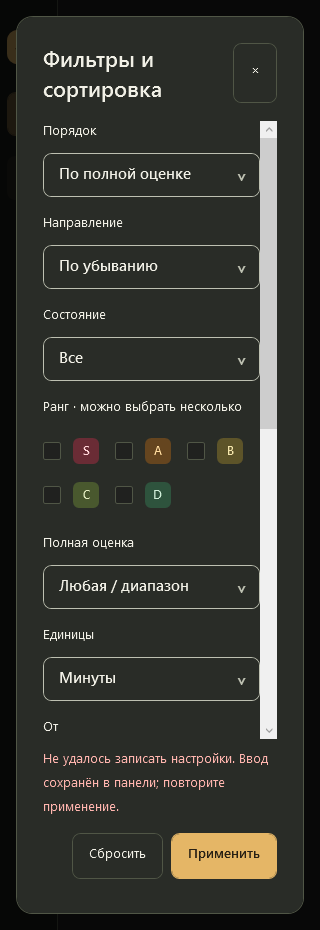 Фильтры и
сортировка
×
Порядок
По полной оценке
Направление
По убыванию
Состояние
Все
Ранг · можно выбрать несколько
S A B
C D
Полная оценка
Любая / диапазон
Единицы
Минуты
От
Не удалось записать настройки. Ввод
сохранён в панели; повторите
применение.
Сбросить Применить